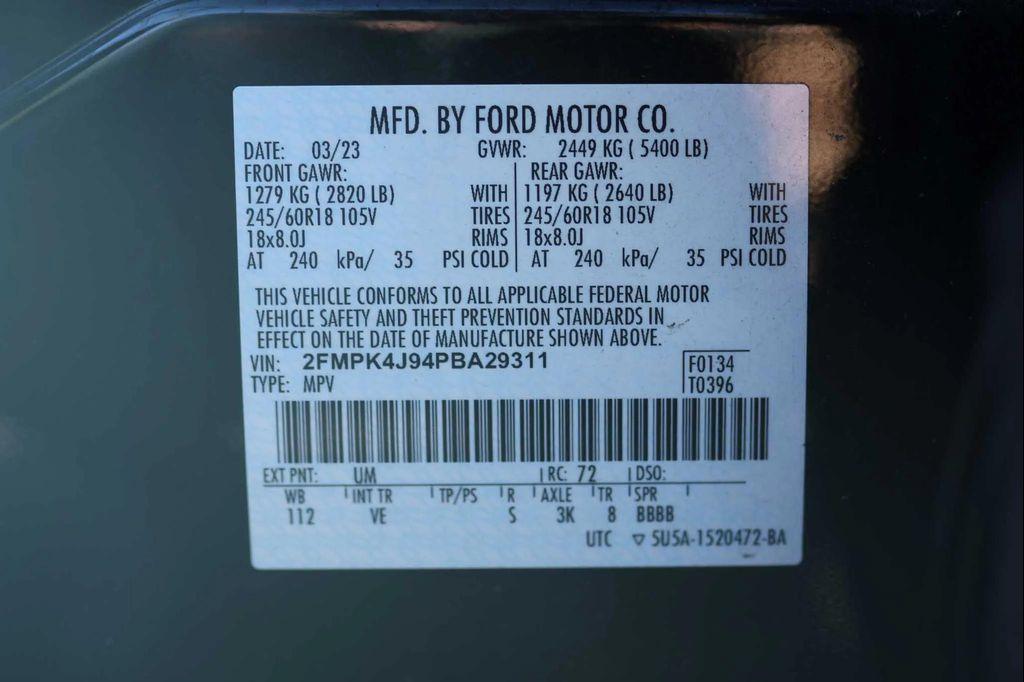 MFD. BY FORD MOTOR CO.
DATE: 03/23 GVWR: 2449 KG ( 5400 LB)
FRONT GAWR: REAR GAWR:
1279 KG ( 2820 LB) WITH 1197 KG ( 2640 LB) WITH
245/60R18 105V TIRES 245/60R18 105V TIRES
18x8.0J RIMS 18x8.0J RIMS
AT 240 kPa/ 35 PSI COLD AT 240 kPa/ 35 PSI COLD
THIS VEHICLE CONFORMS TO ALL APPLICABLE FEDERAL MOTOR
VEHICLE SAFETY AND THEFT PREVENTION STANDARDS IN
EFFECT ON THE DATE OF MANUFACTURE SHOWN ABOVE.
VIN: 2FMPK4J94PBA29311 F0134
TYPE: MPV T0396
EXT PNT: UM RC: 72 DSO:
WB INT TR TP/PS R AXLE TR SPR
112 VE S 3K 8 BBBB
UTC ▽ 5U5A-1520472-BA